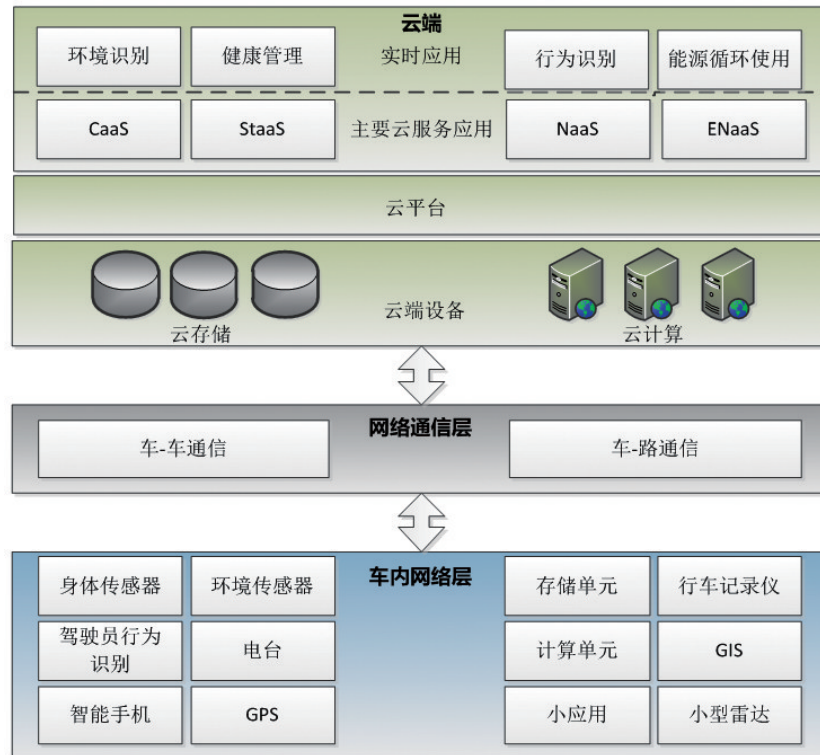 云端
环境识别
健康管理
实时应用
行为识别
能源循环使用
CaaS
StaaS
主要云服务应用
NaaS
ENaaS
云平台
云存储
云端设备
云计算
网络通信层
车-车通信
车-路通信
车内网络层
身体传感器
环境传感器
存储单元
行车记录仪
驾驶员行为
识别
电台
计算单元
GIS
智能手机
GPS
小应用
小型雷达